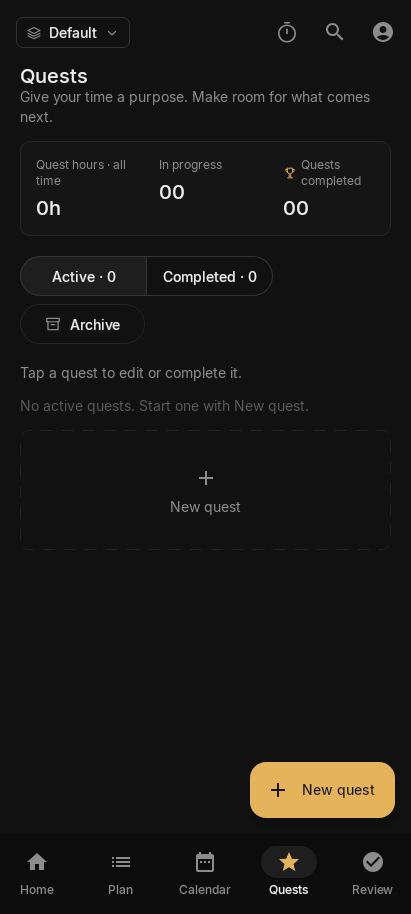 Default
Quests
Give your time a purpose. Make room for what comes
next.
Quest hours · all
time
0h
In progress
00
Quests
completed
00
Active · 0
Completed · 0
Archive
Tap a quest to edit or complete it.
No active quests. Start one with New quest.
New quest
New quest
Home
Plan
Calendar
Quests
Review